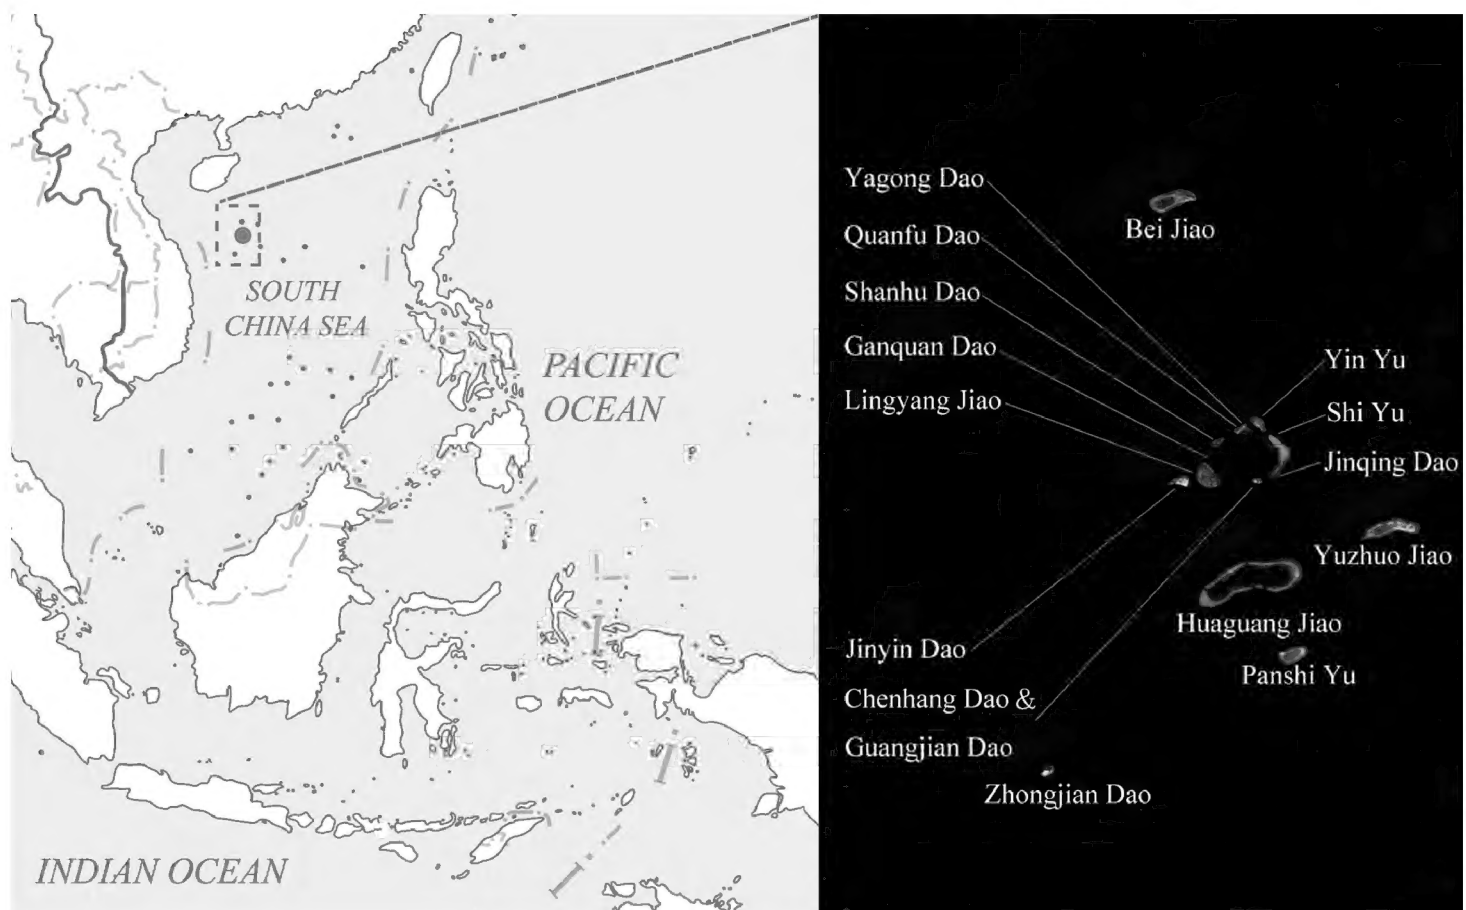 SOUTH
CHINA SEA
PACIFIC
OCEAN
INDIAN OCEAN
Yagong Dao
Quanfu Dao
Shanhu Dao
Ganquan Dao
Lingyang Jiao
Bei Jiao
Yin Yu
Shi Yu
Jinqing Dao
Yuzhuo Jiao
Huaguang Jiao
Panshi Yu
Jinyin Dao
Chenhang Dao &
Guangjian Dao
Zhongjian Dao